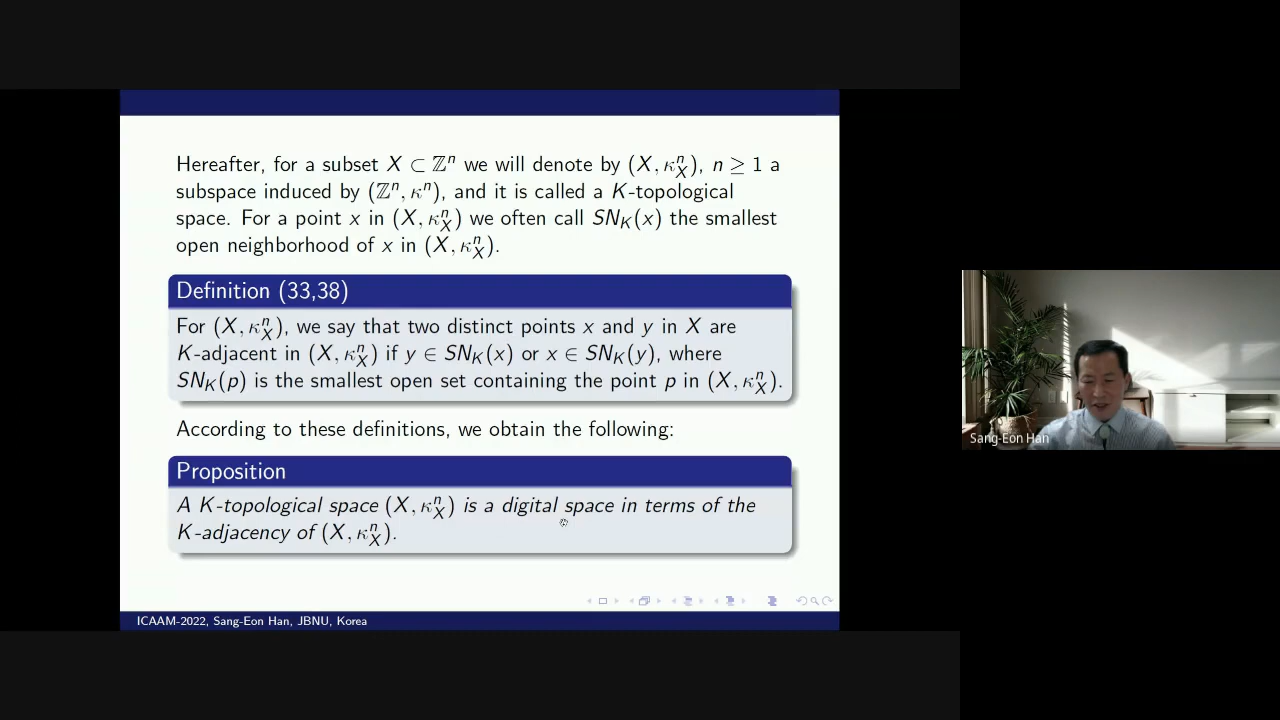 Hereafter, for a subset X ⊂ ℤⁿ we will denote by (X, κⁿ_X), n ≥ 1 a
subspace induced by (ℤⁿ, κⁿ), and it is called a K-topological
space. For a point x in (X, κⁿ_X) we often call SN_K(x) the smallest
open neighborhood of x in (X, κⁿ_X).
Definition (33,38)
For (X, κⁿ_X), we say that two distinct points x and y in X are
K-adjacent in (X, κⁿ_X) if y ∈ SN_K(x) or x ∈ SN_K(y), where
SN_K(p) is the smallest open set containing the point p in (X, κⁿ_X).
According to these definitions, we obtain the following:
Proposition
A K-topological space (X, κⁿ_X) is a digital space in terms of the
K-adjacency of (X, κⁿ_X).
ICAAM-2022, Sang-Eon Han, JBNU, Korea
Sang-Eon Han